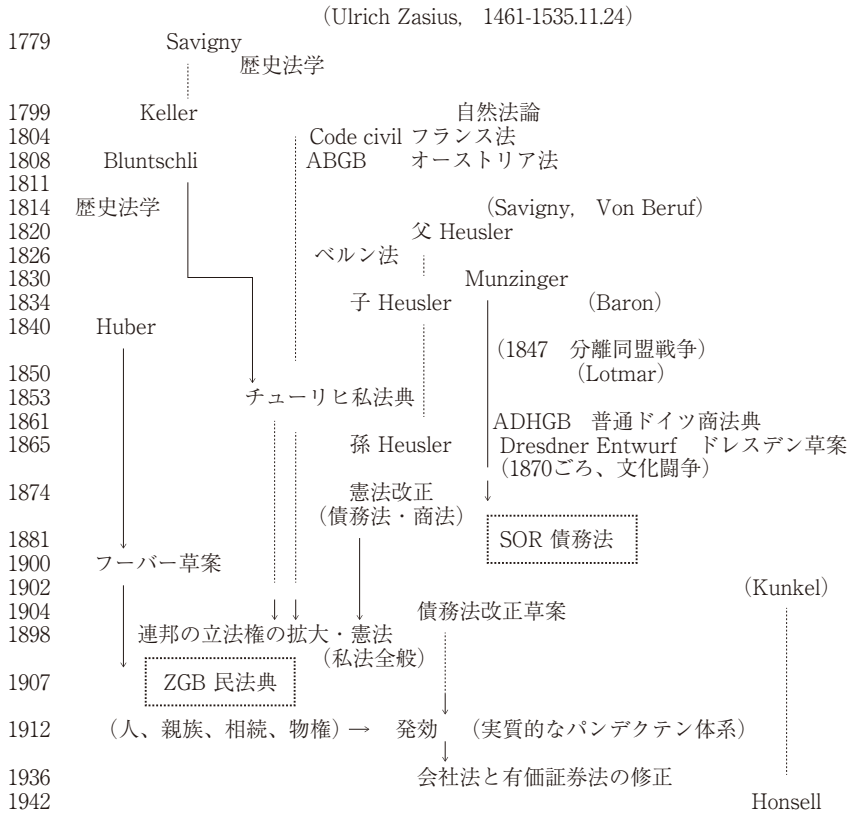 (Ulrich Zasius, 1461-1535.11.24)
1779 Savigny
歴史法学
1799 Keller 自然法論
1804 Code civil フランス法
1808 Bluntschli ABGB オーストリア法
1811
1814 歴史法学 (Savigny, Von Beruf)
1820 父 Heusler
1826 ベルン法
1830 Munzinger
1834 子 Heusler (Baron)
1840 Huber
(1847 分離同盟戦争)
1850 (Lotmar)
1853 チューリヒ私法典
1861 ADHGB 普通ドイツ商法典
1865 孫 Heusler Dresdner Entwurf ドレスデン草案
(1870ごろ、文化闘争)
1874 憲法改正
(債務法・商法)
1881 SOR 債務法
1900 フーバー草案
1902 (Kunkel)
1904 債務法改正草案
1898 連邦の立法権の拡大・憲法
(私法全般)
1907 ZGB 民法典
1912 (人、親族、相続、物権) → 発効 (実質的なパンデクテン体系)
1936 会社法と有価証券法の修正
1942 Honsell